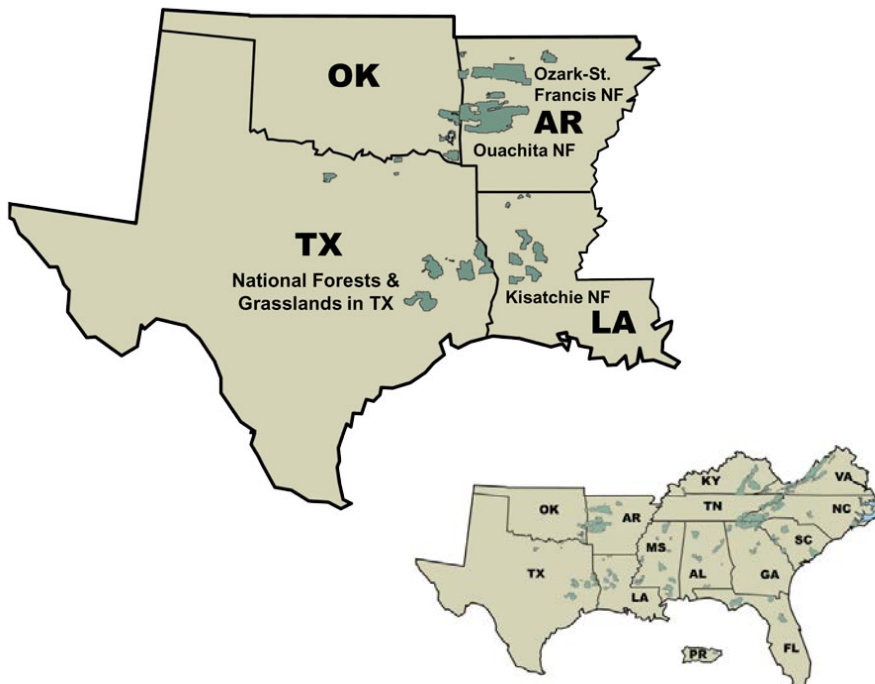 OK
Ozark-St.
Francis NF
AR
Ouachita NF
TX
National Forests &
Grasslands in TX
Kisatchie NF
LA
KY
VA
OK
AR
TN
NC
MS
SC
TX
AL
GA
LA
FL
PR